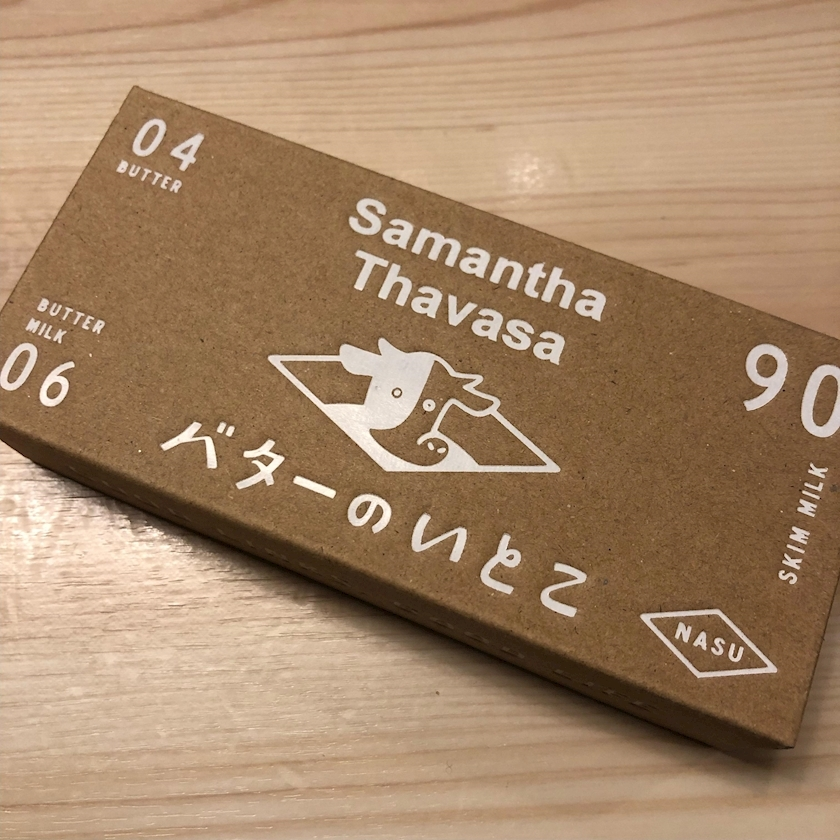 04
BUTTER
Samantha
Thavasa
BUTTER
MILK
06
90
SKIM MILK
バターのいとこ
NASU